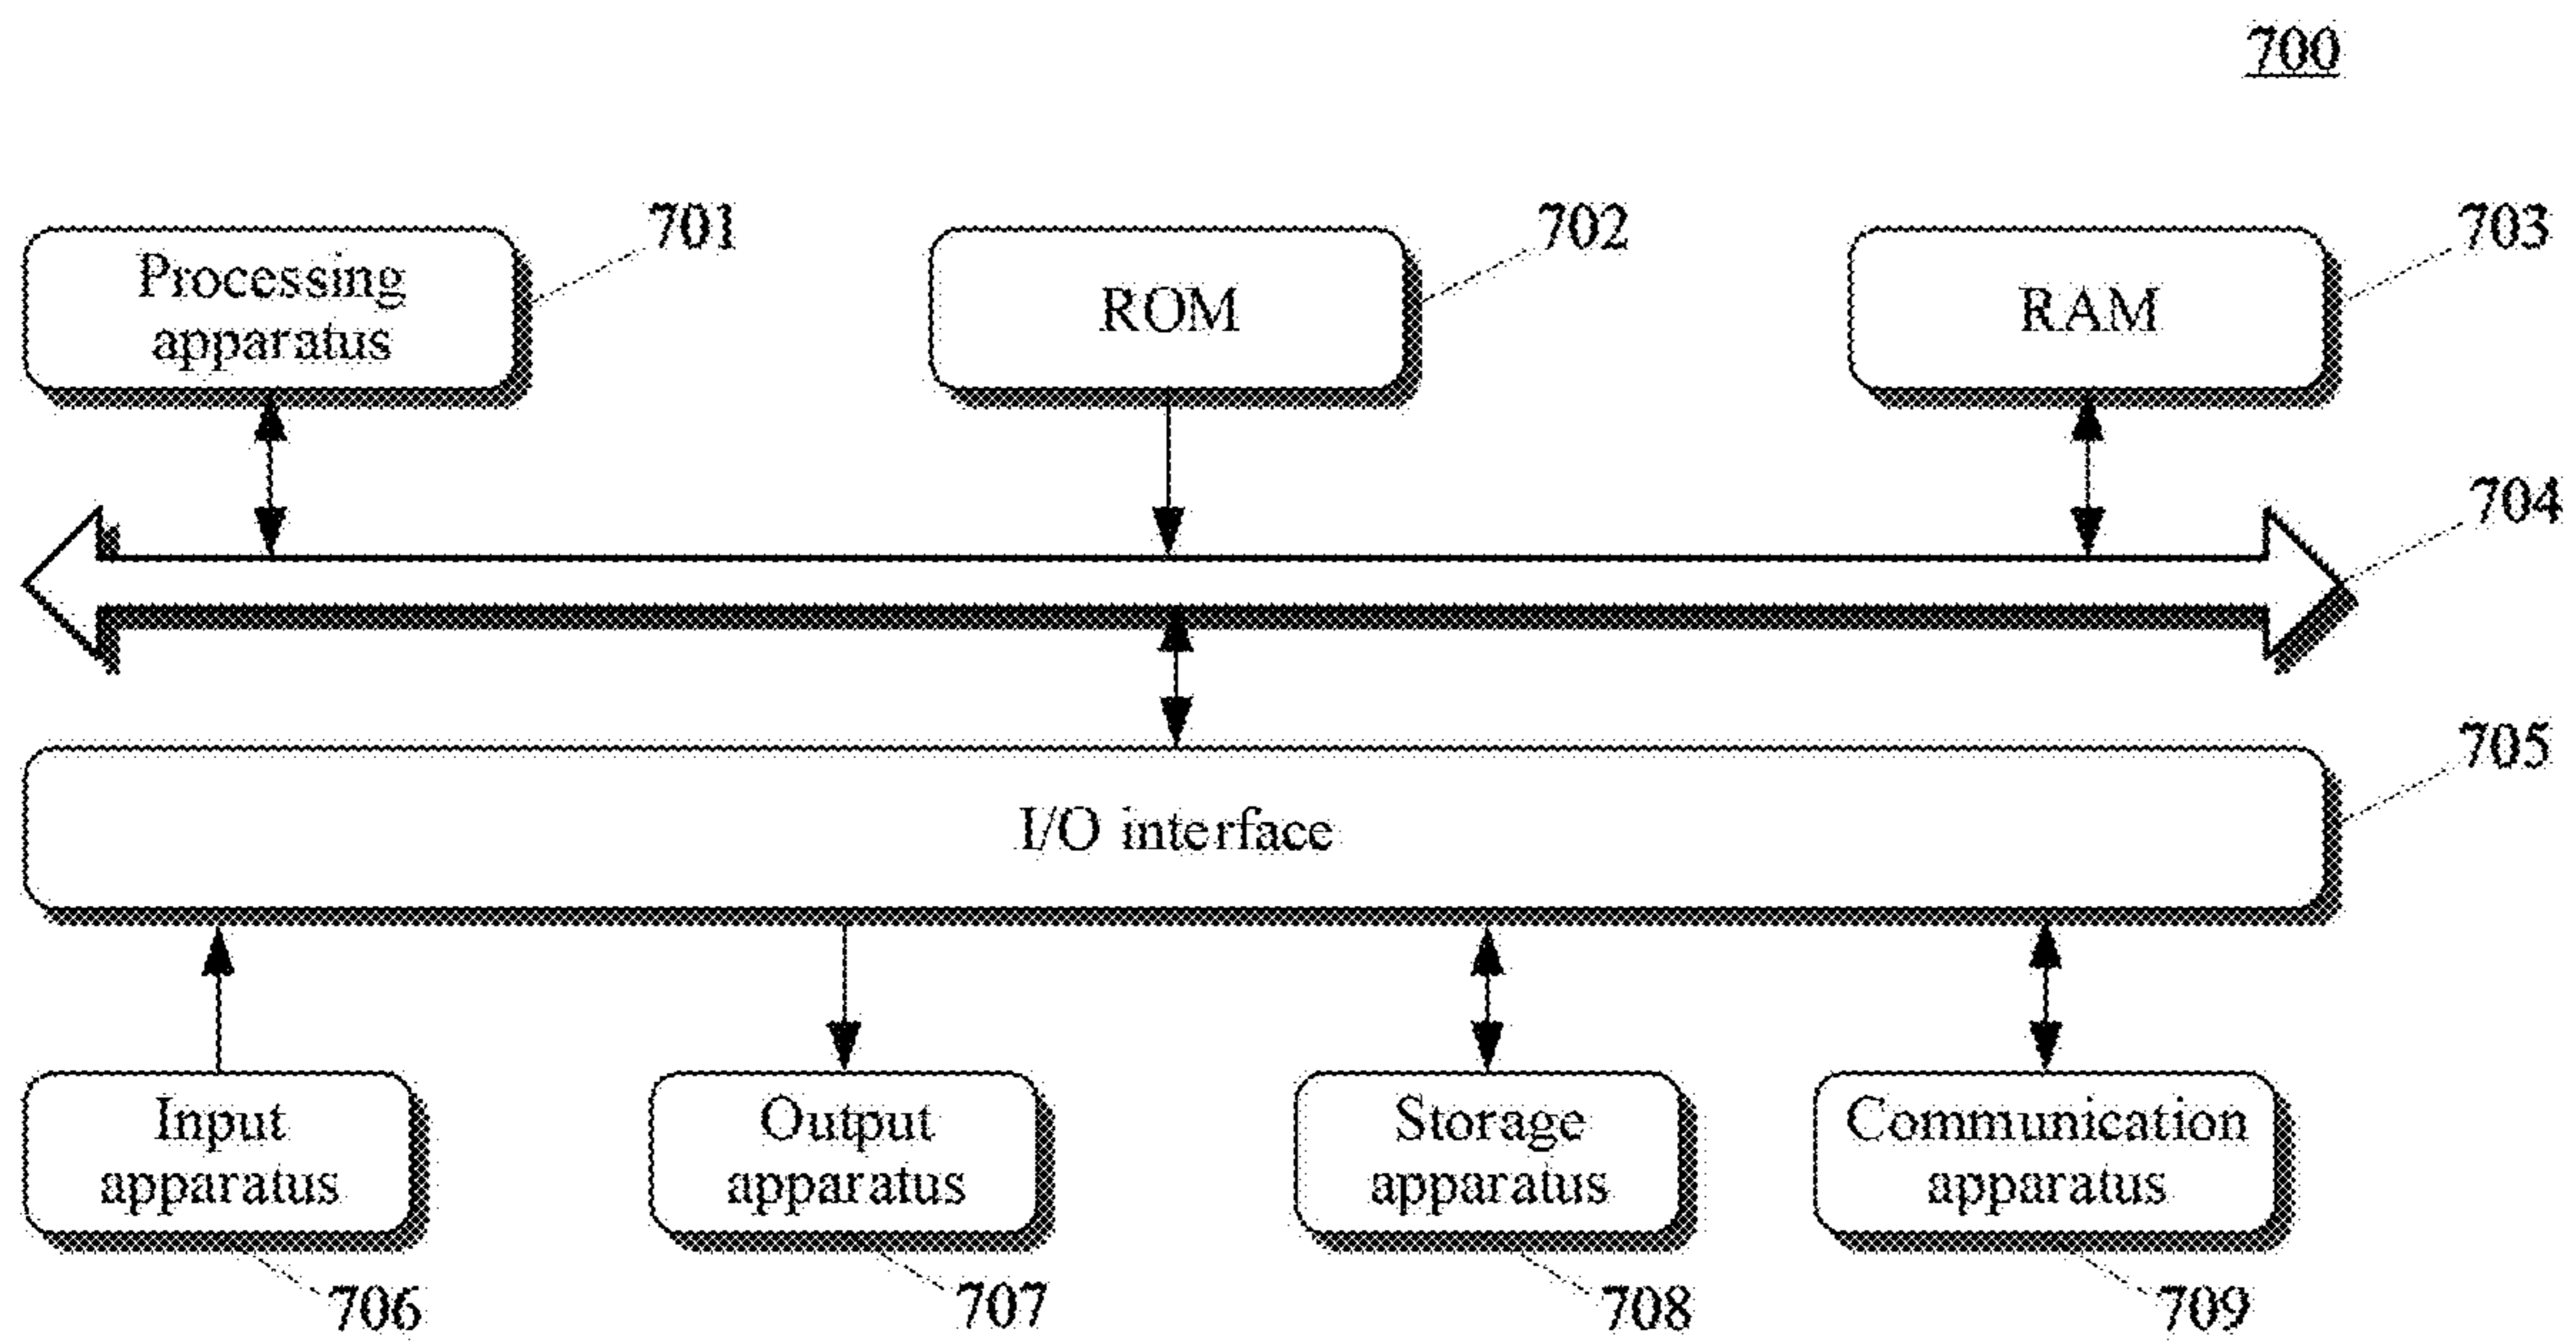 700
701
702
703
Processing
apparatus
ROM
RAM
704
705
I/O interface
Input
apparatus
Output
apparatus
Storage
apparatus
Communication
apparatus
706
707
708
709